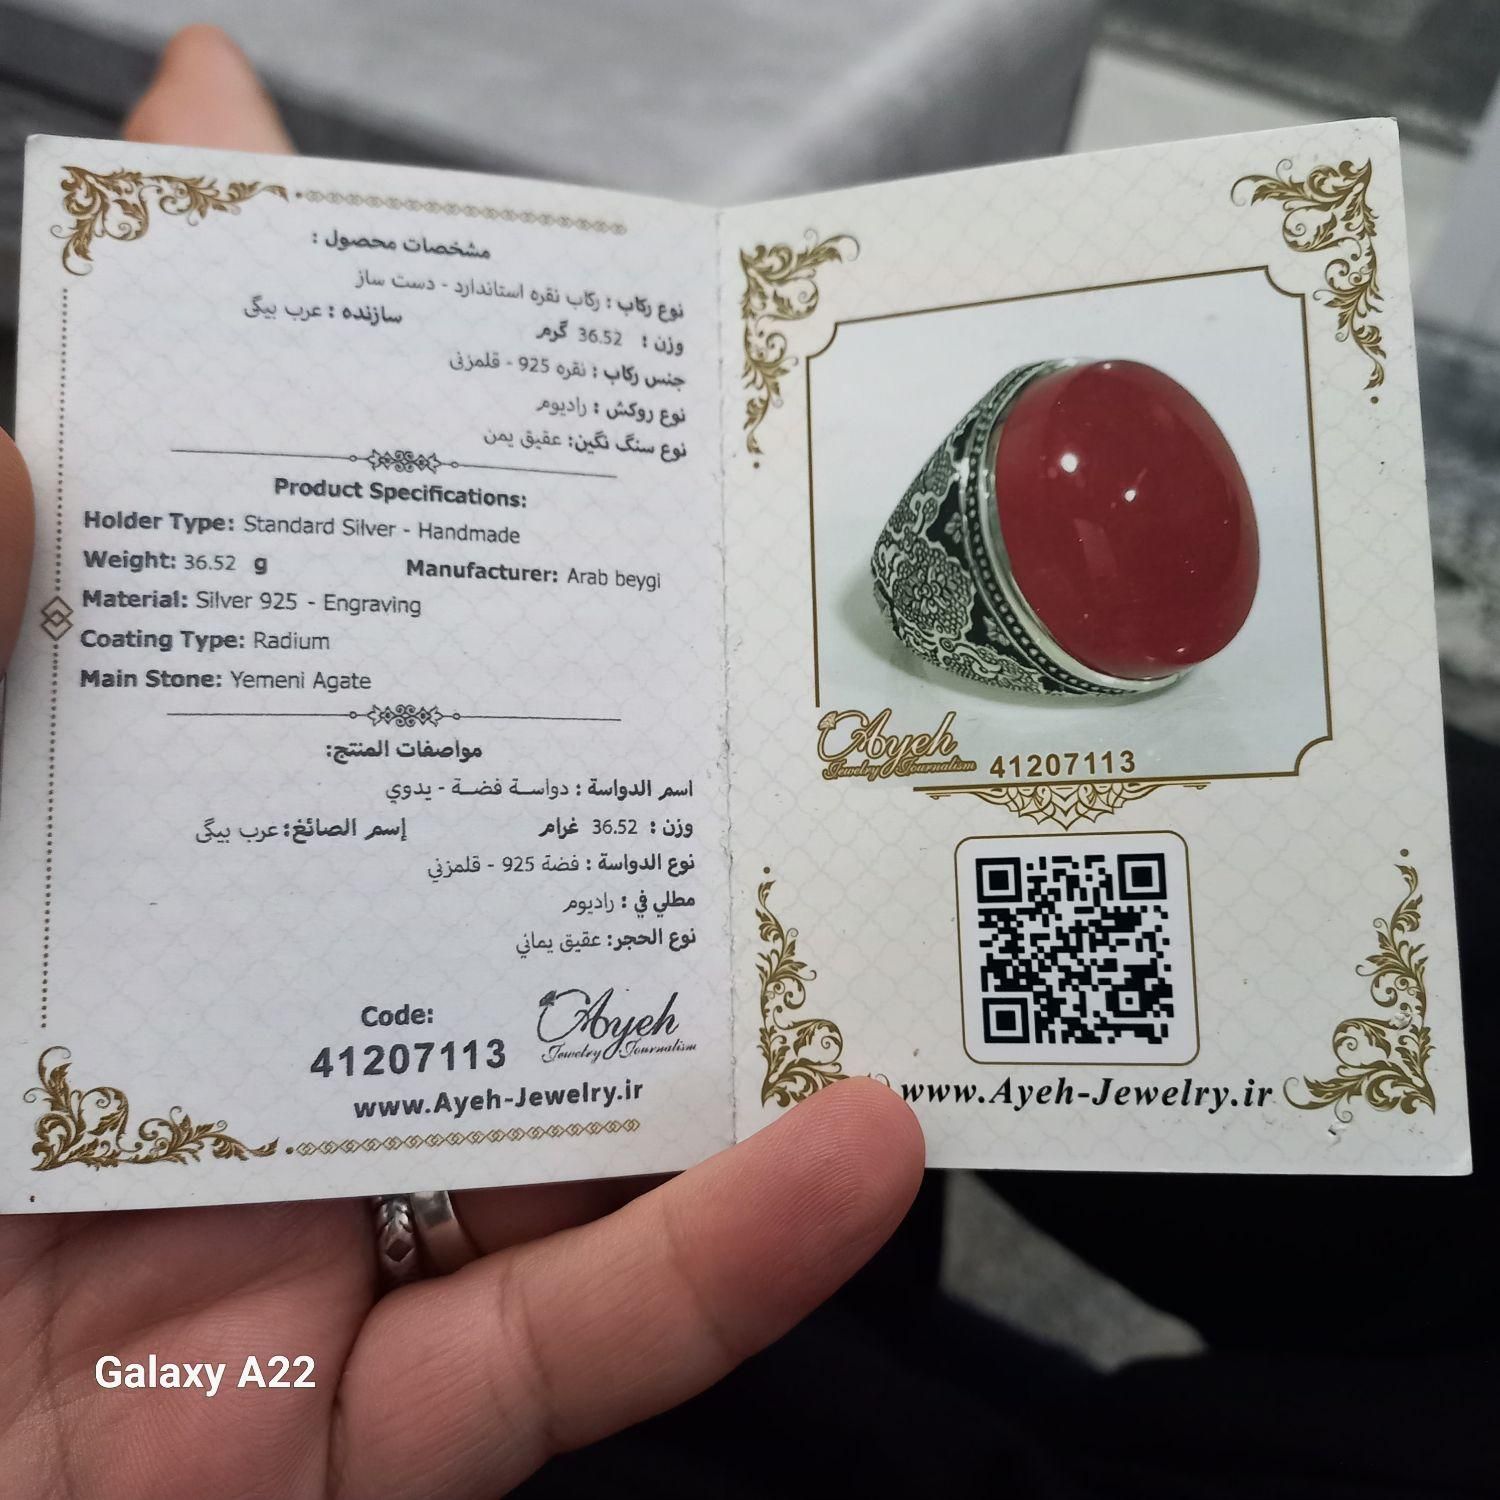 مشخصات محصول :
نوع رکاب : رکاب نقره استاندارد - دست ساز
وزن : 36.52 گرم سازنده : عرب بیگی
جنس رکاب : نقره 925 - قلمزنی
نوع روکش : رادیوم
نوع سنگ نگین: عقیق یمن
Product Specifications:
Holder Type: Standard Silver - Handmade
Weight: 36.52 g Manufacturer: Arab beygi
Material: Silver 925 - Engraving
Coating Type: Radium
Main Stone: Yemeni Agate
مواصفات المنتج:
اسم الدواسة : دواسـة فضـة - يدوي
وزن : 36.52 غرام إسم الصائغ: عرب بیگی
نوع الدواسة : فضة 925 - قلمزني
مطلي في : راديوم
نوع الحجر: عقيق يماني
Code:
41207113
Ayeh
Jewelry Journalism
www.Ayeh-Jewelry.ir
Ayeh
Jewelry Journalism
41207113
www.Ayeh-Jewelry.ir
Galaxy A22